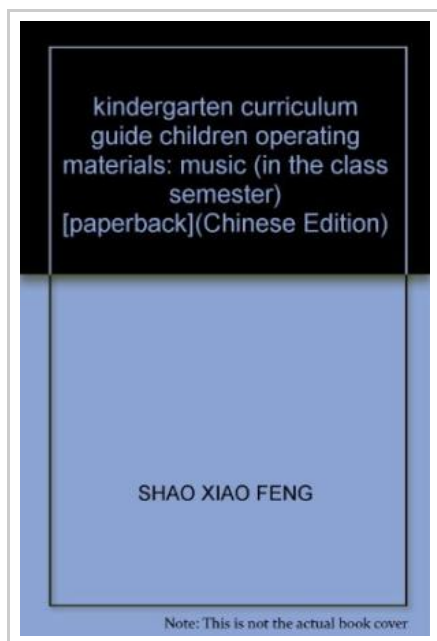 kindergarten curriculum
guide children operating
materials: music (in the class
semester)
[paperback](Chinese Edition)
SHAO XIAO FENG
Note: This is not the actual book cover